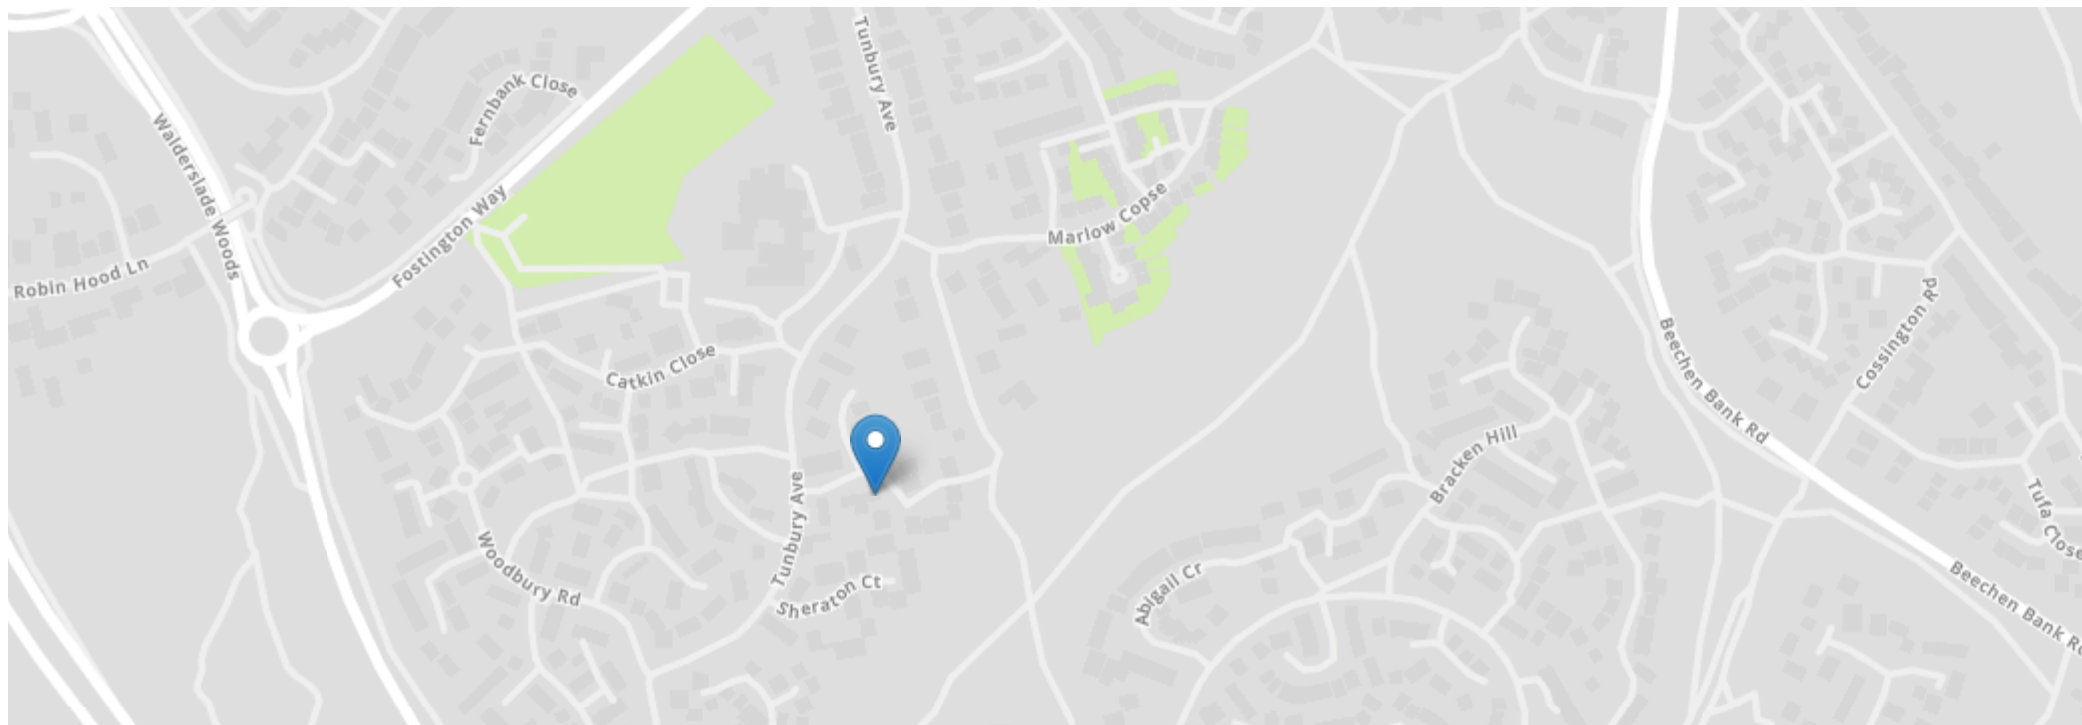 Tunbury Ave
Fernbank Close
Walderslade Woods
Fostington Way
Marlow Copse
Robin Hood Ln
Cossington Rd
Beechen Bank Rd
Catkin Close
Bracken Hill
Tunbury Ave
Tufa Close
Woodbury Rd
Sheraton Ct
Abigail Cr
Beechen Bank Rd